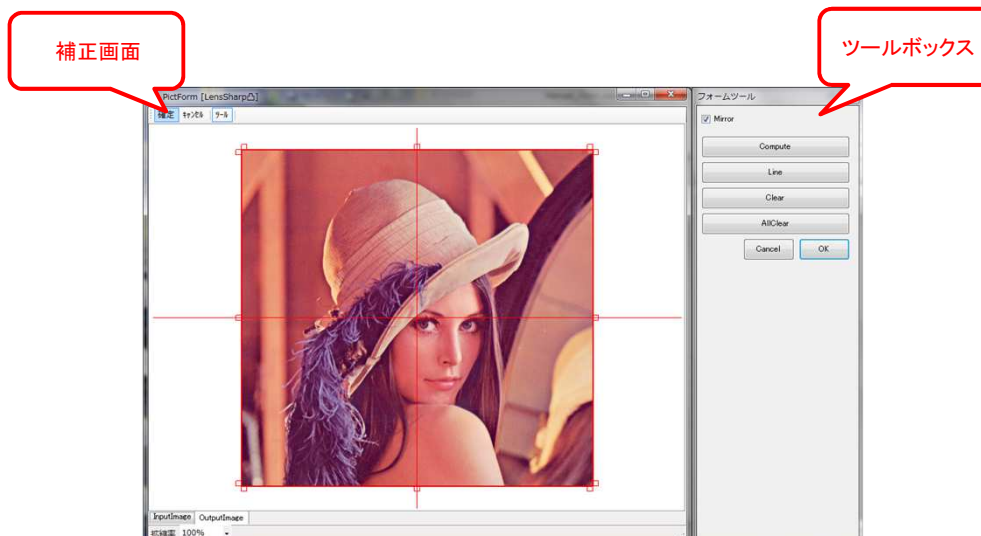 補正画面
ツールボックス
PictForm [LensSharp凸]
フォームツール
確定 キャンセル ツール
Mirror
Compute
Line
Clear
AllClear
Cancel OK
InputImage OutputImage
拡縮率 100%